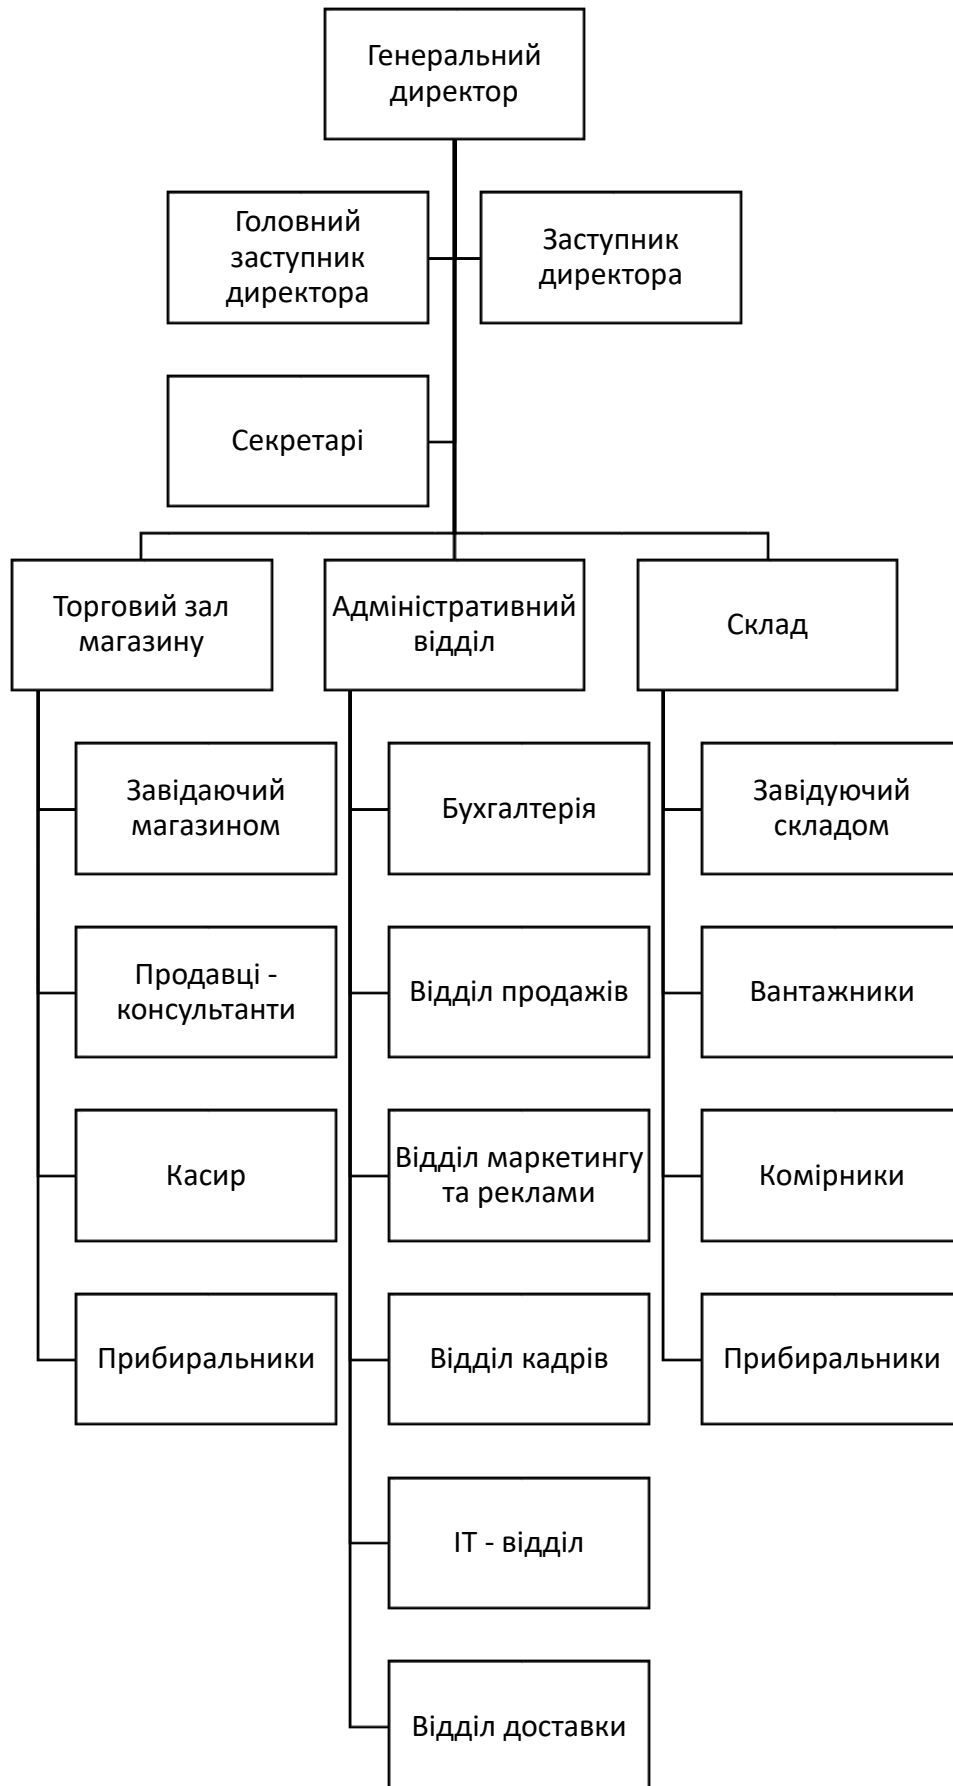 Генеральний
директор
Головний
заступник
директора
Заступник
директора
Секретарі
Торговий зал
магазину
Адміністративний
відділ
Склад
Завідаючий
магазином
Бухгалтерія
Завідуючий
складом
Продавці -
консультанти
Відділ продажів
Вантажники
Касир
Відділ маркетингу
та реклами
Комірники
Прибиральники
Відділ кадрів
Прибиральники
ІТ - відділ
Відділ доставки